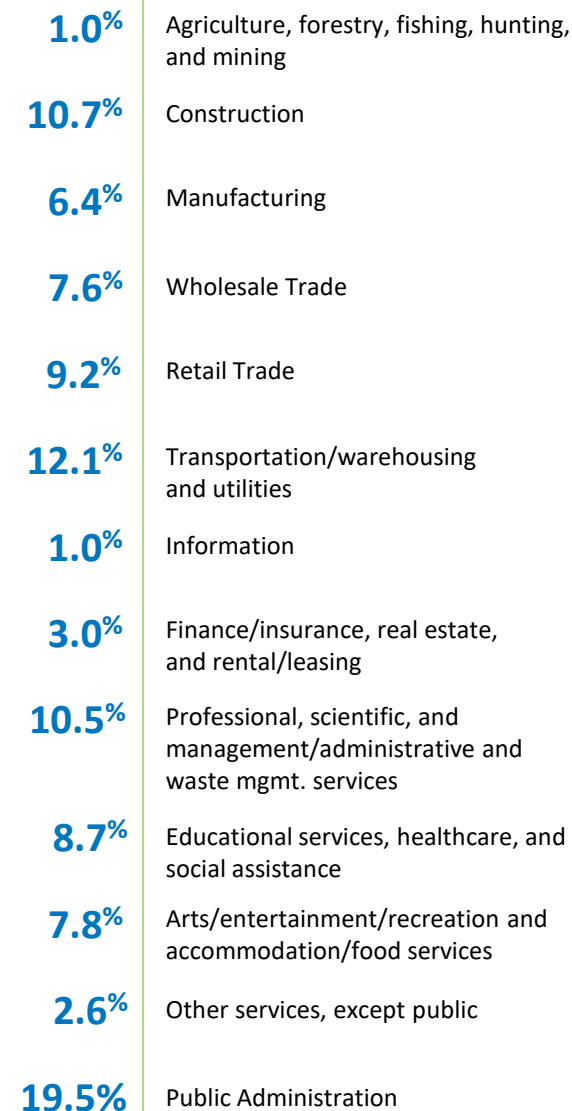 1.0% Agriculture, forestry, fishing, hunting,
and mining
10.7% Construction
6.4% Manufacturing
7.6% Wholesale Trade
9.2% Retail Trade
12.1% Transportation/warehousing
and utilities
1.0% Information
3.0% Finance/insurance, real estate,
and rental/leasing
10.5% Professional, scientific, and
management/administrative and
waste mgmt. services
8.7% Educational services, healthcare, and
social assistance
7.8% Arts/entertainment/recreation and
accommodation/food services
2.6% Other services, except public
19.5% Public Administration